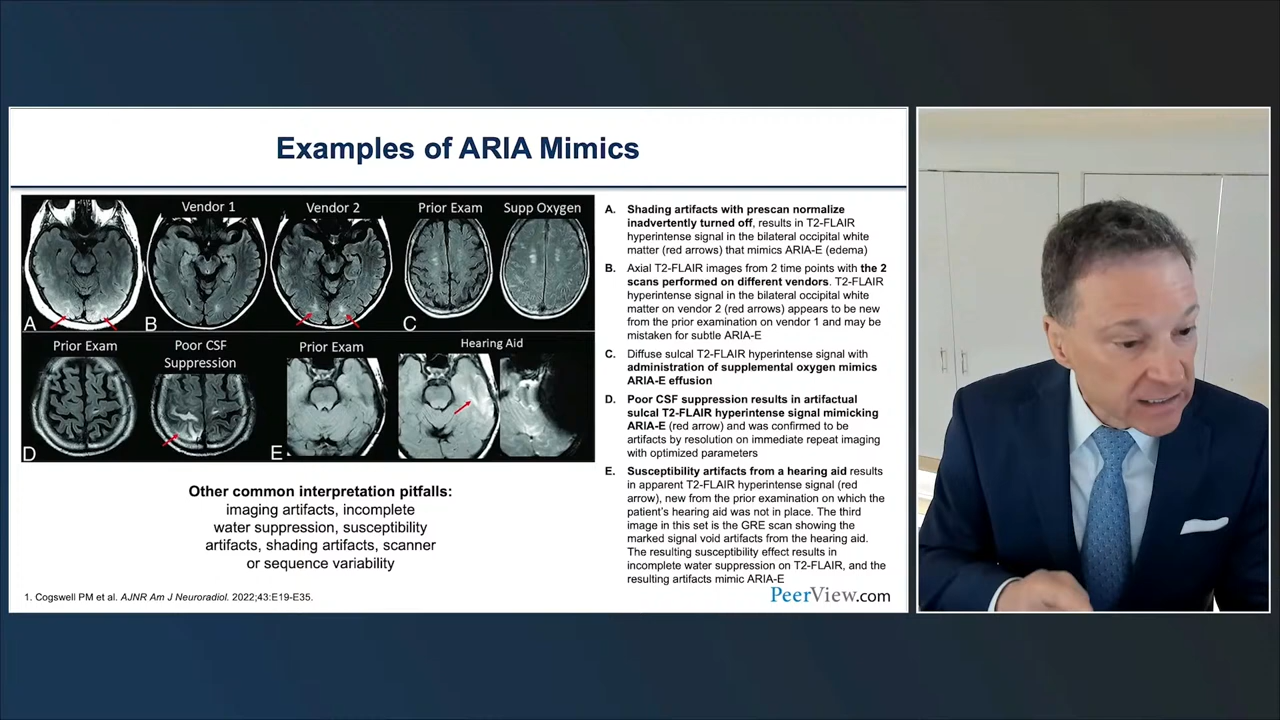 Examples of ARIA Mimics
Vendor 1
Vendor 2
Prior Exam
Supp Oxygen
A
B
C
Prior Exam
Poor CSF
Suppression
Prior Exam
Hearing Aid
D
E
Other common interpretation pitfalls:
imaging artifacts, incomplete
water suppression, susceptibility
artifacts, shading artifacts, scanner
or sequence variability
A. Shading artifacts with prescan normalize
inadvertently turned off, results in T2-FLAIR
hyperintense signal in the bilateral occipital white
matter (red arrows) that mimics ARIA-E (edema)
B. Axial T2-FLAIR images from 2 time points with the 2
scans performed on different vendors. T2-FLAIR
hyperintense signal in the bilateral occipital white
matter on vendor 2 (red arrows) appears to be new
from the prior examination on vendor 1 and may be
mistaken for subtle ARIA-E
C. Diffuse sulcal T2-FLAIR hyperintense signal with
administration of supplemental oxygen mimics
ARIA-E effusion
D. Poor CSF suppression results in artifactual
sulcal T2-FLAIR hyperintense signal mimicking
ARIA-E (red arrow) and was confirmed to be
artifacts by resolution on immediate repeat imaging
with optimized parameters
E. Susceptibility artifacts from a hearing aid results
in apparent T2-FLAIR hyperintense signal (red
arrow), new from the prior examination on which the
patient's hearing aid was not in place. The third
image in this set is the GRE scan showing the
marked signal void artifacts from the hearing aid.
The resulting susceptibility effect results in
incomplete water suppression on T2-FLAIR, and the
resulting artifacts mimic ARIA-E
1. Cogswell PM et al. AJNR Am J Neuroradiol. 2022;43:E19-E35.
PeerView.com